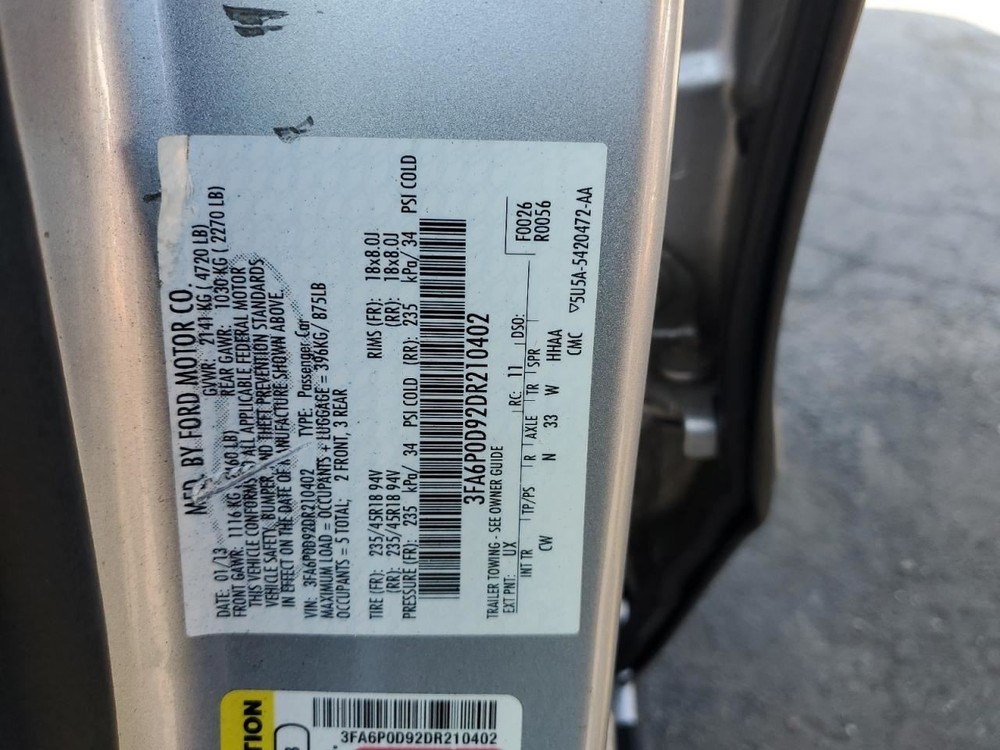 MFD. BY FORD MOTOR CO.
DATE: 01/13 GVWR: 2141 KG ( 4720 LB)
FRONT GAWR: 1116 KG (2460 LB) REAR GAWR: 1030 KG ( 2270 LB)
THIS VEHICLE CONFORMS TO ALL APPLICABLE FEDERAL MOTOR
VEHICLE SAFETY, BUMPER, AND THEFT PREVENTION STANDARDS
IN EFFECT ON THE DATE OF MANUFACTURE SHOWN ABOVE.
VIN: 3FA6P0D92DR210402 TYPE: Passenger Car
MAXIMUM LOAD = OCCUPANTS + LUGGAGE = 396KG/ 875LB
OCCUPANTS = 5 TOTAL; 2 FRONT, 3 REAR
TIRE (FR): 235/45R18 94V RIMS (FR): 18x8.0J
(RR): 235/45R18 94V (RR): 18x8.0J
PRESSURE (FR): 235 kPa/ 34 PSI COLD (RR): 235 kPa/ 34 PSI COLD
3FA6P0D92DR210402
F0026
R0056
TRAILER TOWING - SEE OWNER GUIDE
EXT PNT: UX RC: 11 DSO:
INT TR TP/PS R AXLE TR SPR
CW N 33 W HHAA
CMC ▽5U5A-5420472-AA
3FA6P0D92DR210402